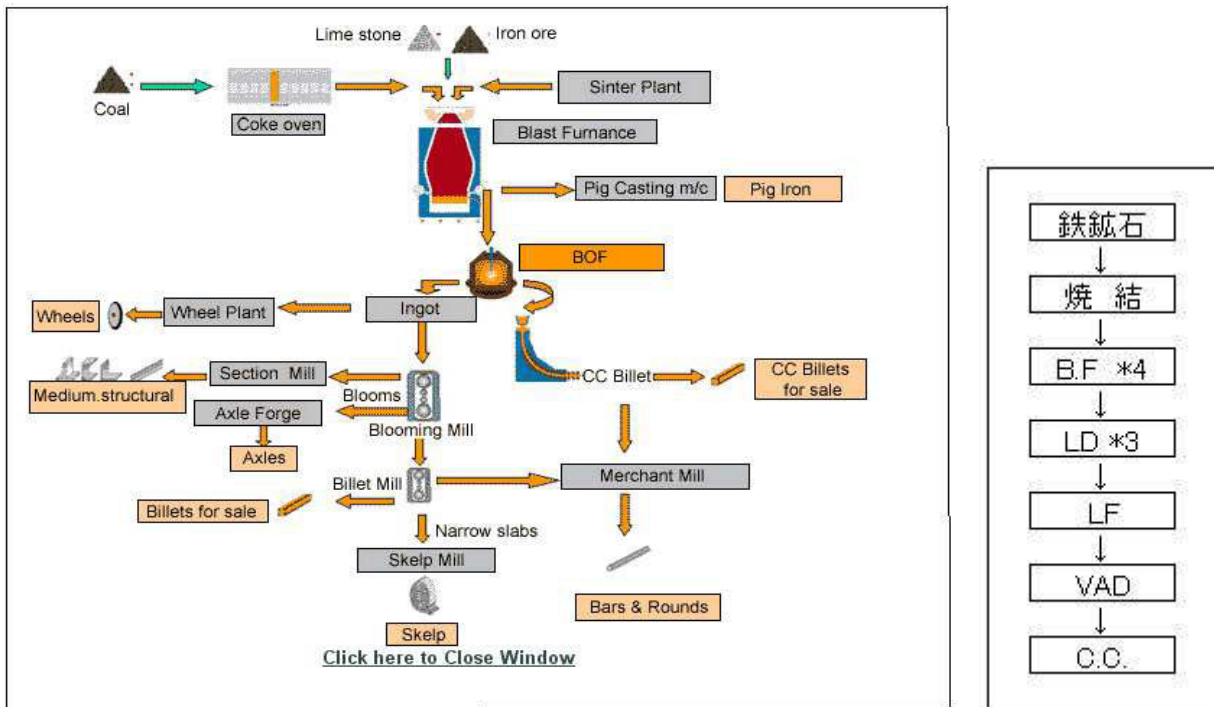 Lime stone
Iron ore
Coal
Coke oven
Sinter Plant
Blast Furnance
Pig Casting m/c
Pig Iron
BOF
Wheels
Wheel Plant
Ingot
CC Billet
CC Billets
for sale
Section Mill
Medium.structural
Blooms
Axle Forge
Blooming Mill
Axles
Billet Mill
Merchant Mill
Billets for sale
Narrow slabs
Skelp Mill
Bars & Rounds
Skelp
Click here to Close Window
鉄鉱石
焼 結
B.F *4
LD *3
LF
VAD
C.C.